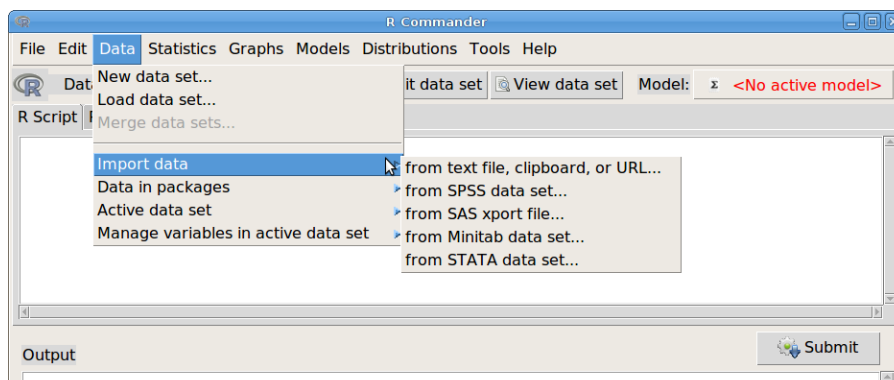 R Commander
File Edit Data Statistics Graphs Models Distributions Tools Help
R Dat it data set View data set Model: Σ <No active model>
R Script
New data set...
Load data set...
Merge data sets...
Import data
Data in packages
Active data set
Manage variables in active data set
from text file, clipboard, or URL...
from SPSS data set...
from SAS xport file...
from Minitab data set...
from STATA data set...
Submit
Output